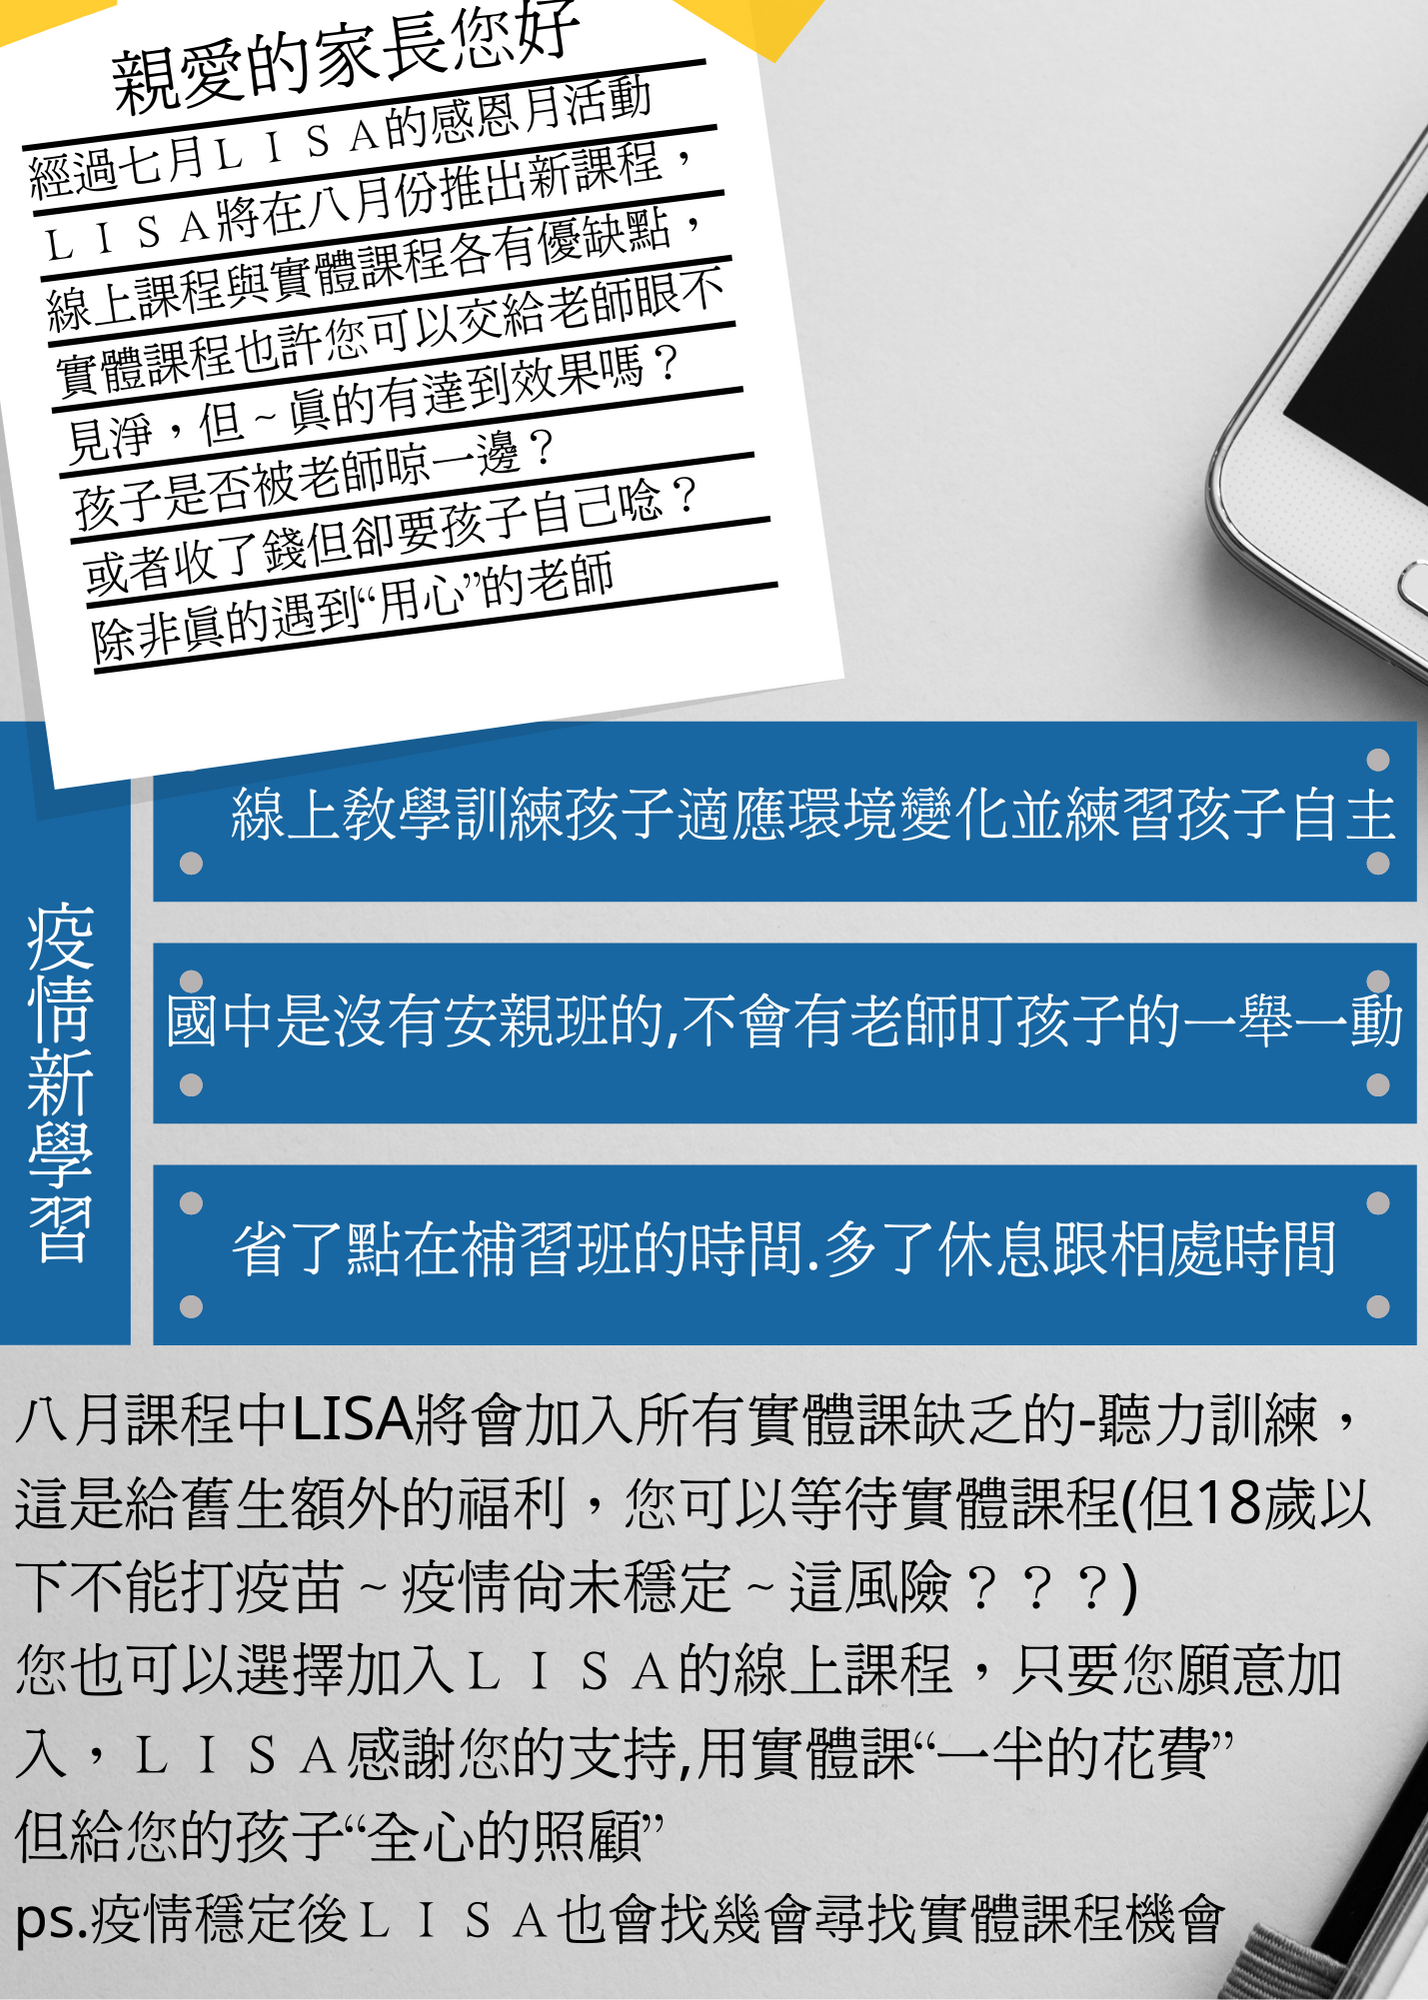 親愛的家長您好
經過七月ＬＩＳＡ的感恩月活動
ＬＩＳＡ將在八月份推出新課程，
線上課程與實體課程各有優缺點，
實體課程也許您可以交給老師眼不
見淨，但～眞的有達到效果嗎？
孩子是否被老師晾一邊？
或者收了錢但卻要孩子自己唸？
除非眞的遇到“用心”的老師
疫情新學習
線上敎學訓練孩子適應環境變化並練習孩子自主
國中是沒有安親班的,不會有老師盯孩子的一舉一動
省了點在補習班的時間.多了休息跟相處時間
八月課程中LISA將會加入所有實體課缺乏的-聽力訓練，
這是給舊生額外的福利，您可以等待實體課程(但18歲以
下不能打疫苗～疫情尙未穩定～這風險？？？)
您也可以選擇加入ＬＩＳＡ的線上課程，只要您願意加
入，ＬＩＳＡ感謝您的支持,用實體課“一半的花費”
但給您的孩子“全心的照顧”
ps.疫情穩定後ＬＩＳＡ也會找幾會尋找實體課程機會